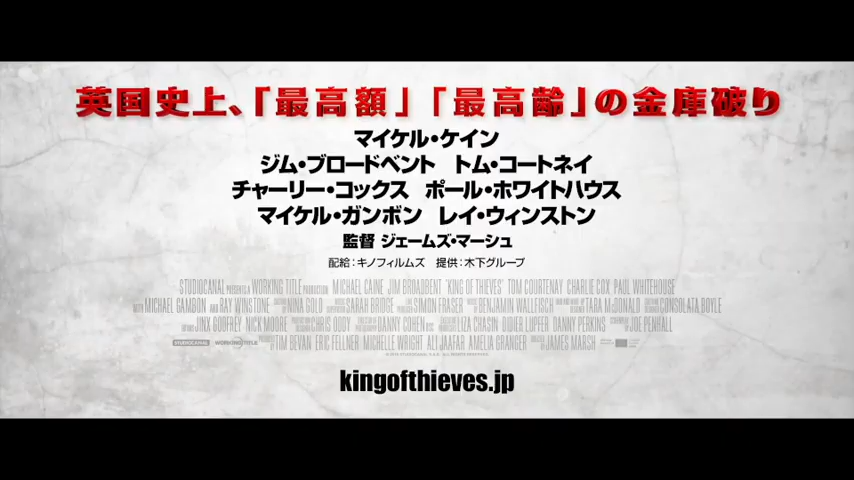 英国史上、「最高額」「最高齢」の金庫破り
マイケル・ケイン
ジム・ブロードベント トム・コートネイ
チャーリー・コックス ポール・ホワイトハウス
マイケル・ガンボン レイ・ウィンストン
監督 ジェームズ・マーシュ
配給:キノフィルムズ 提供:木下グループ
STUDIOCANAL PRESENTS A WORKING TITLE PRODUCTION MICHAEL CAINE JIM BROADBENT "KING OF THIEVES" TOM COURTENAY CHARLIE COX PAUL WHITEHOUSE
WITH MICHAEL GAMBON AND RAY WINSTONE NINA GOLD SARAH BRIDGE SIMON FRASER BENJAMIN WALLFISCH TARA McDONALD CONSOLATA BOYLE
JINX GODFREY NICK MOORE CHRIS ODDY DANNY COHEN BSC LIZA CHASIN DIDIER LUPFER DANNY PERKINS JOE PENHALL
STUDIOCANAL WORKING TITLE TIM BEVAN ERIC FELLNER MICHELLE WRIGHT ALI JAAFAR AMELIA GRANGER JAMES MARSH
kingofthieves.jp